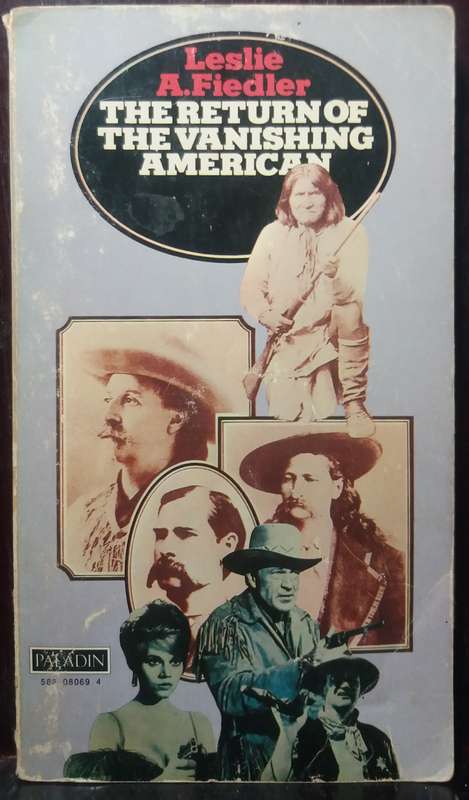 Leslie
A.Fiedler
THE RETURN OF
THE VANISHING
AMERICAN
PALADIN
586 08069 4